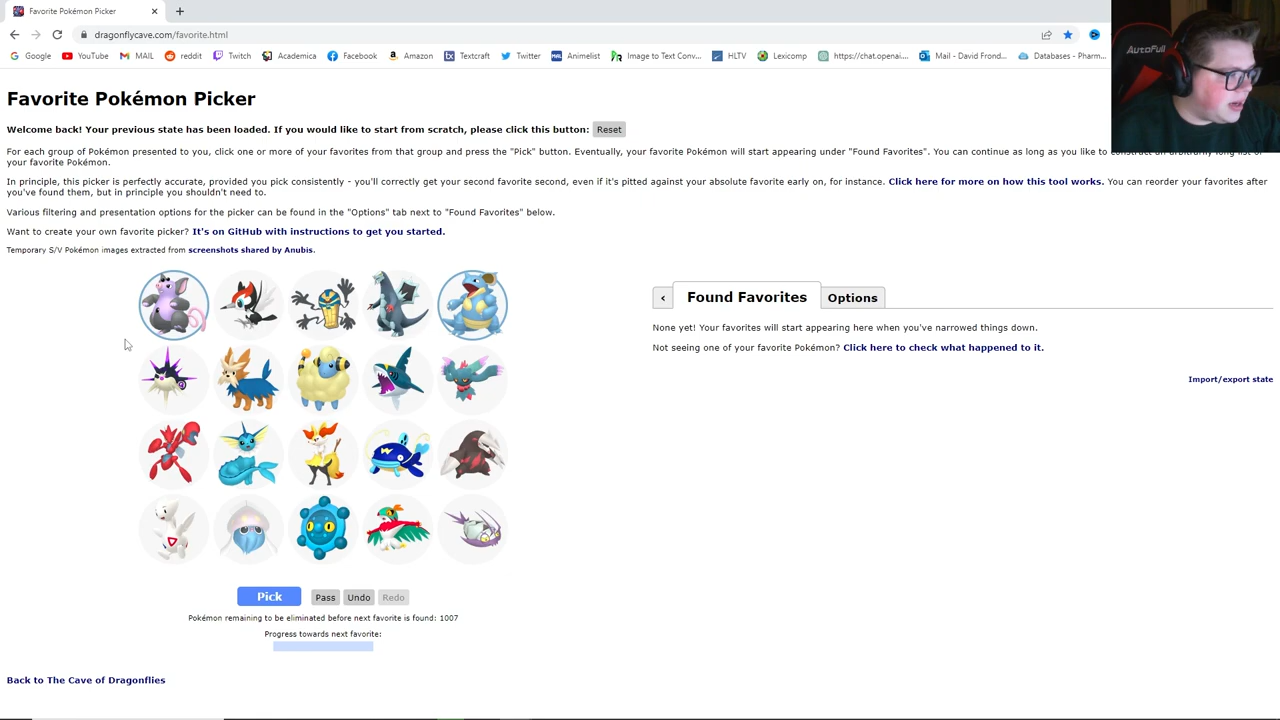 Favorite Pokémon Picker
dragonflycave.com/favorite.html
Google
YouTube
MAIL
reddit
Twitch
Academica
Facebook
Amazon
Textcraft
Twitter
Animelist
Image to Text Conv...
HLTV
Lexicomp
https://chat.openai....
Mail - David Frond...
Databases - Pharm...
AutoFull
Favorite Pokémon Picker
Welcome back! Your previous state has been loaded. If you would like to start from scratch, please click this button: Reset
For each group of Pokémon presented to you, click one or more of your favorites from that group and press the "Pick" button. Eventually, your favorite Pokémon will start appearing under "Found Favorites". You can continue as long as you like to
your favorite Pokémon.
In principle, this picker is perfectly accurate, provided you pick consistently - you'll correctly get your second favorite second, even if it's pitted against your absolute favorite early on, for instance. Click here for more on how this tool works. You can reorder your favorites after
you've found them, but in principle you shouldn't need to.
Various filtering and presentation options for the picker can be found in the "Options" tab next to "Found Favorites" below.
Want to create your own favorite picker? It's on GitHub with instructions to get you started.
Temporary S/V Pokémon images extracted from screenshots shared by Anubis.
‹ Found Favorites Options
None yet! Your favorites will start appearing here when you've narrowed things down.
Not seeing one of your favorite Pokémon? Click here to check what happened to it.
Import/export state
Pick Pass Undo Redo
Pokémon remaining to be eliminated before next favorite is found: 1007
Progress towards next favorite:
Back to The Cave of Dragonflies